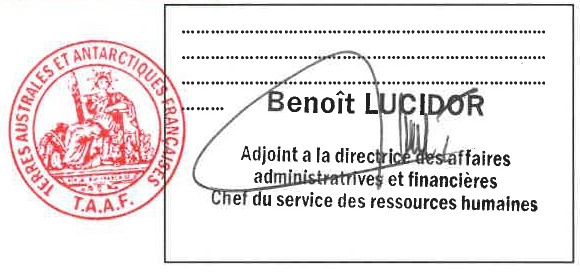 TERRES AUSTRALES ET ANTARCTIQUES FRANÇAISES
T.A.A.F.
Benoît LUCIDOR
Adjoint a la directrice des affaires
administratrives et financières
Chef du service des ressources humaines